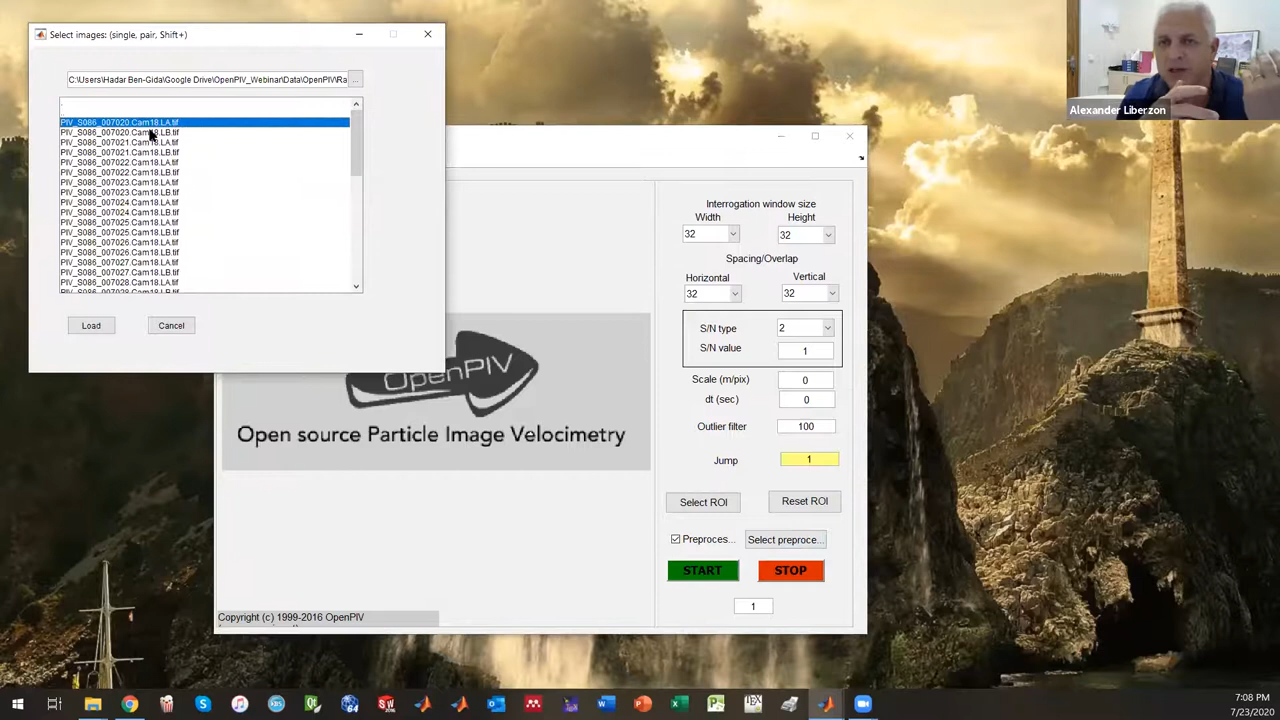 Select images: (single, pair, Shift+)
C:\Users\Hadar Ben-Gida\Google Drive\OpenPIV_Webinar\Data\OpenPIV\Ra
...
PIV_S086_007020.Cam18.LA.tif
PIV_S086_007020.Cam18.LB.tif
PIV_S086_007021.Cam18.LA.tif
PIV_S086_007021.Cam18.LB.tif
PIV_S086_007022.Cam18.LA.tif
PIV_S086_007022.Cam18.LB.tif
PIV_S086_007023.Cam18.LA.tif
PIV_S086_007023.Cam18.LB.tif
PIV_S086_007024.Cam18.LA.tif
PIV_S086_007024.Cam18.LB.tif
PIV_S086_007025.Cam18.LA.tif
PIV_S086_007025.Cam18.LB.tif
PIV_S086_007026.Cam18.LA.tif
PIV_S086_007026.Cam18.LB.tif
PIV_S086_007027.Cam18.LA.tif
PIV_S086_007027.Cam18.LB.tif
PIV_S086_007028.Cam18.LA.tif
PIV_S086_007028.Cam18.LB.tif
Load
Cancel
Alexander Liberzon
OpenPIV
Open source Particle Image Velocimetry
Copyright (c) 1999-2016 OpenPIV
Interrogation window size
Width Height
32 32
Spacing/Overlap
Horizontal Vertical
32 32
S/N type 2
S/N value 1
Scale (m/pix) 0
dt (sec) 0
Outlier filter 100
Jump 1
Select ROI Reset ROI
Preproces... Select preproce...
START STOP
1
7:08 PM
7/23/2020